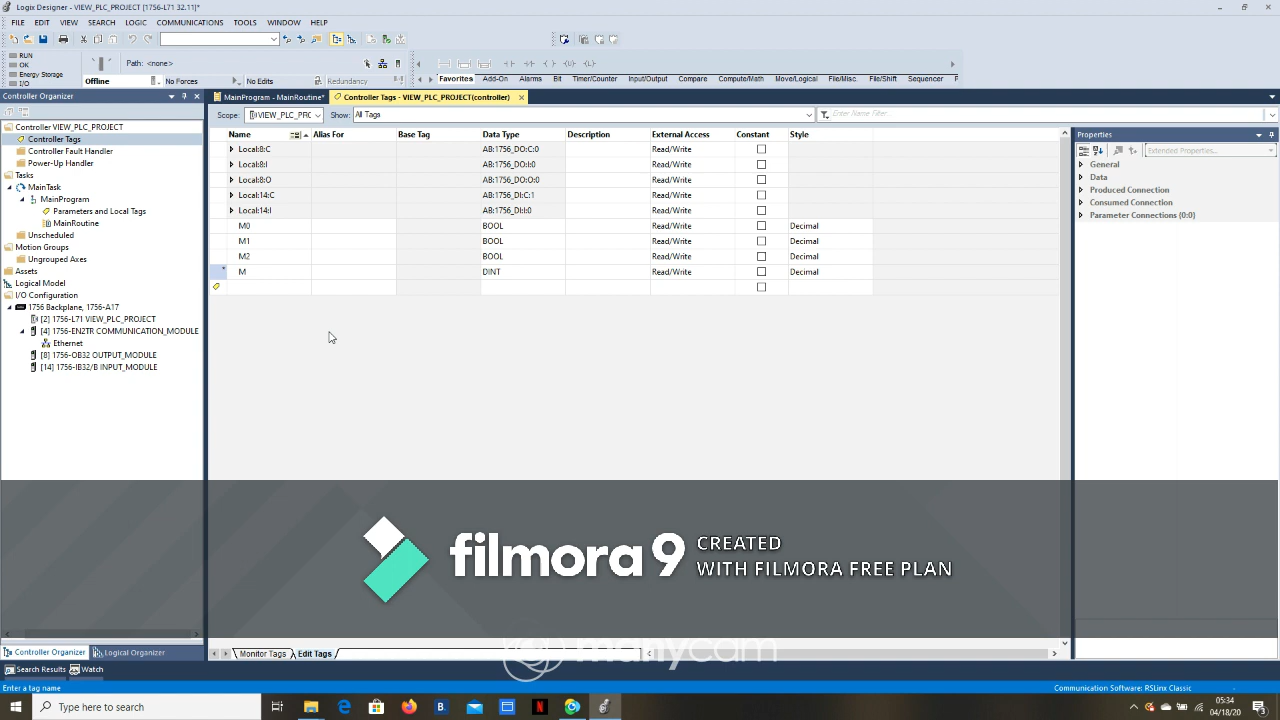 Logix Designer - VIEW_PLC_PROJECT [1756-L71 32.11]*
FILE EDIT VIEW SEARCH LOGIC COMMUNICATIONS TOOLS WINDOW HELP
RUN
OK
Energy Storage
I/O
Path: <none>
Offline No Forces No Edits Redundancy
Favorites Add-On Alarms Bit Timer/Counter Input/Output Compare Compute/Math Move/Logical File/Misc. File/Shift Sequencer
Controller Organizer
Controller VIEW_PLC_PROJECT
Controller Tags
Controller Fault Handler
Power-Up Handler
Tasks
MainTask
MainProgram
Parameters and Local Tags
MainRoutine
Unscheduled
Motion Groups
Ungrouped Axes
Assets
Logical Model
I/O Configuration
1756 Backplane, 1756-A17
[2] 1756-L71 VIEW_PLC_PROJECT
[4] 1756-EN2TR COMMUNICATION_MODULE
Ethernet
[8] 1756-OB32 OUTPUT_MODULE
[14] 1756-IB32/B INPUT_MODULE
Controller Organizer Logical Organizer
MainProgram - MainRoutine* Controller Tags - VIEW_PLC_PROJECT(controller)
Scope: VIEW_PLC_PRC Show: All Tags Enter Name Filter...
Name Alias For Base Tag Data Type Description External Access Constant Style
Local:8:C AB:1756_DO:C:0 Read/Write
Local:8:I AB:1756_DO:I:0 Read/Write
Local:8:O AB:1756_DO:O:0 Read/Write
Local:14:C AB:1756_DI:C:1 Read/Write
Local:14:I AB:1756_DI:I:0 Read/Write
M0 BOOL Read/Write Decimal
M1 BOOL Read/Write Decimal
M2 BOOL Read/Write Decimal
M DINT Read/Write Decimal
Properties
Extended Properties...
General
Data
Produced Connection
Consumed Connection
Parameter Connections {0:0}
filmora9 CREATED
WITH FILMORA FREE PLAN
Monitor Tags Edit Tags
manycam
Search Results Watch
Enter a tag name Communication Software: RSLinx Classic
Type here to search
05:34
04/18/20